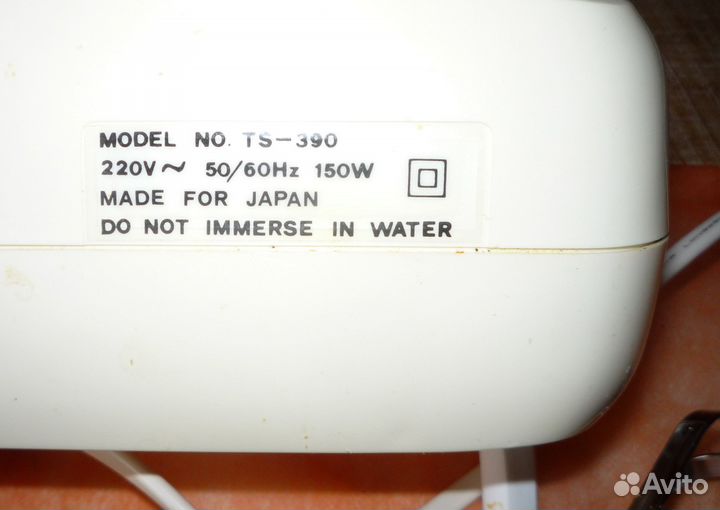 MODEL NO. TS-390
220V~ 50/60Hz 150W
MADE FOR JAPAN
DO NOT IMMERSE IN WATER
Avito